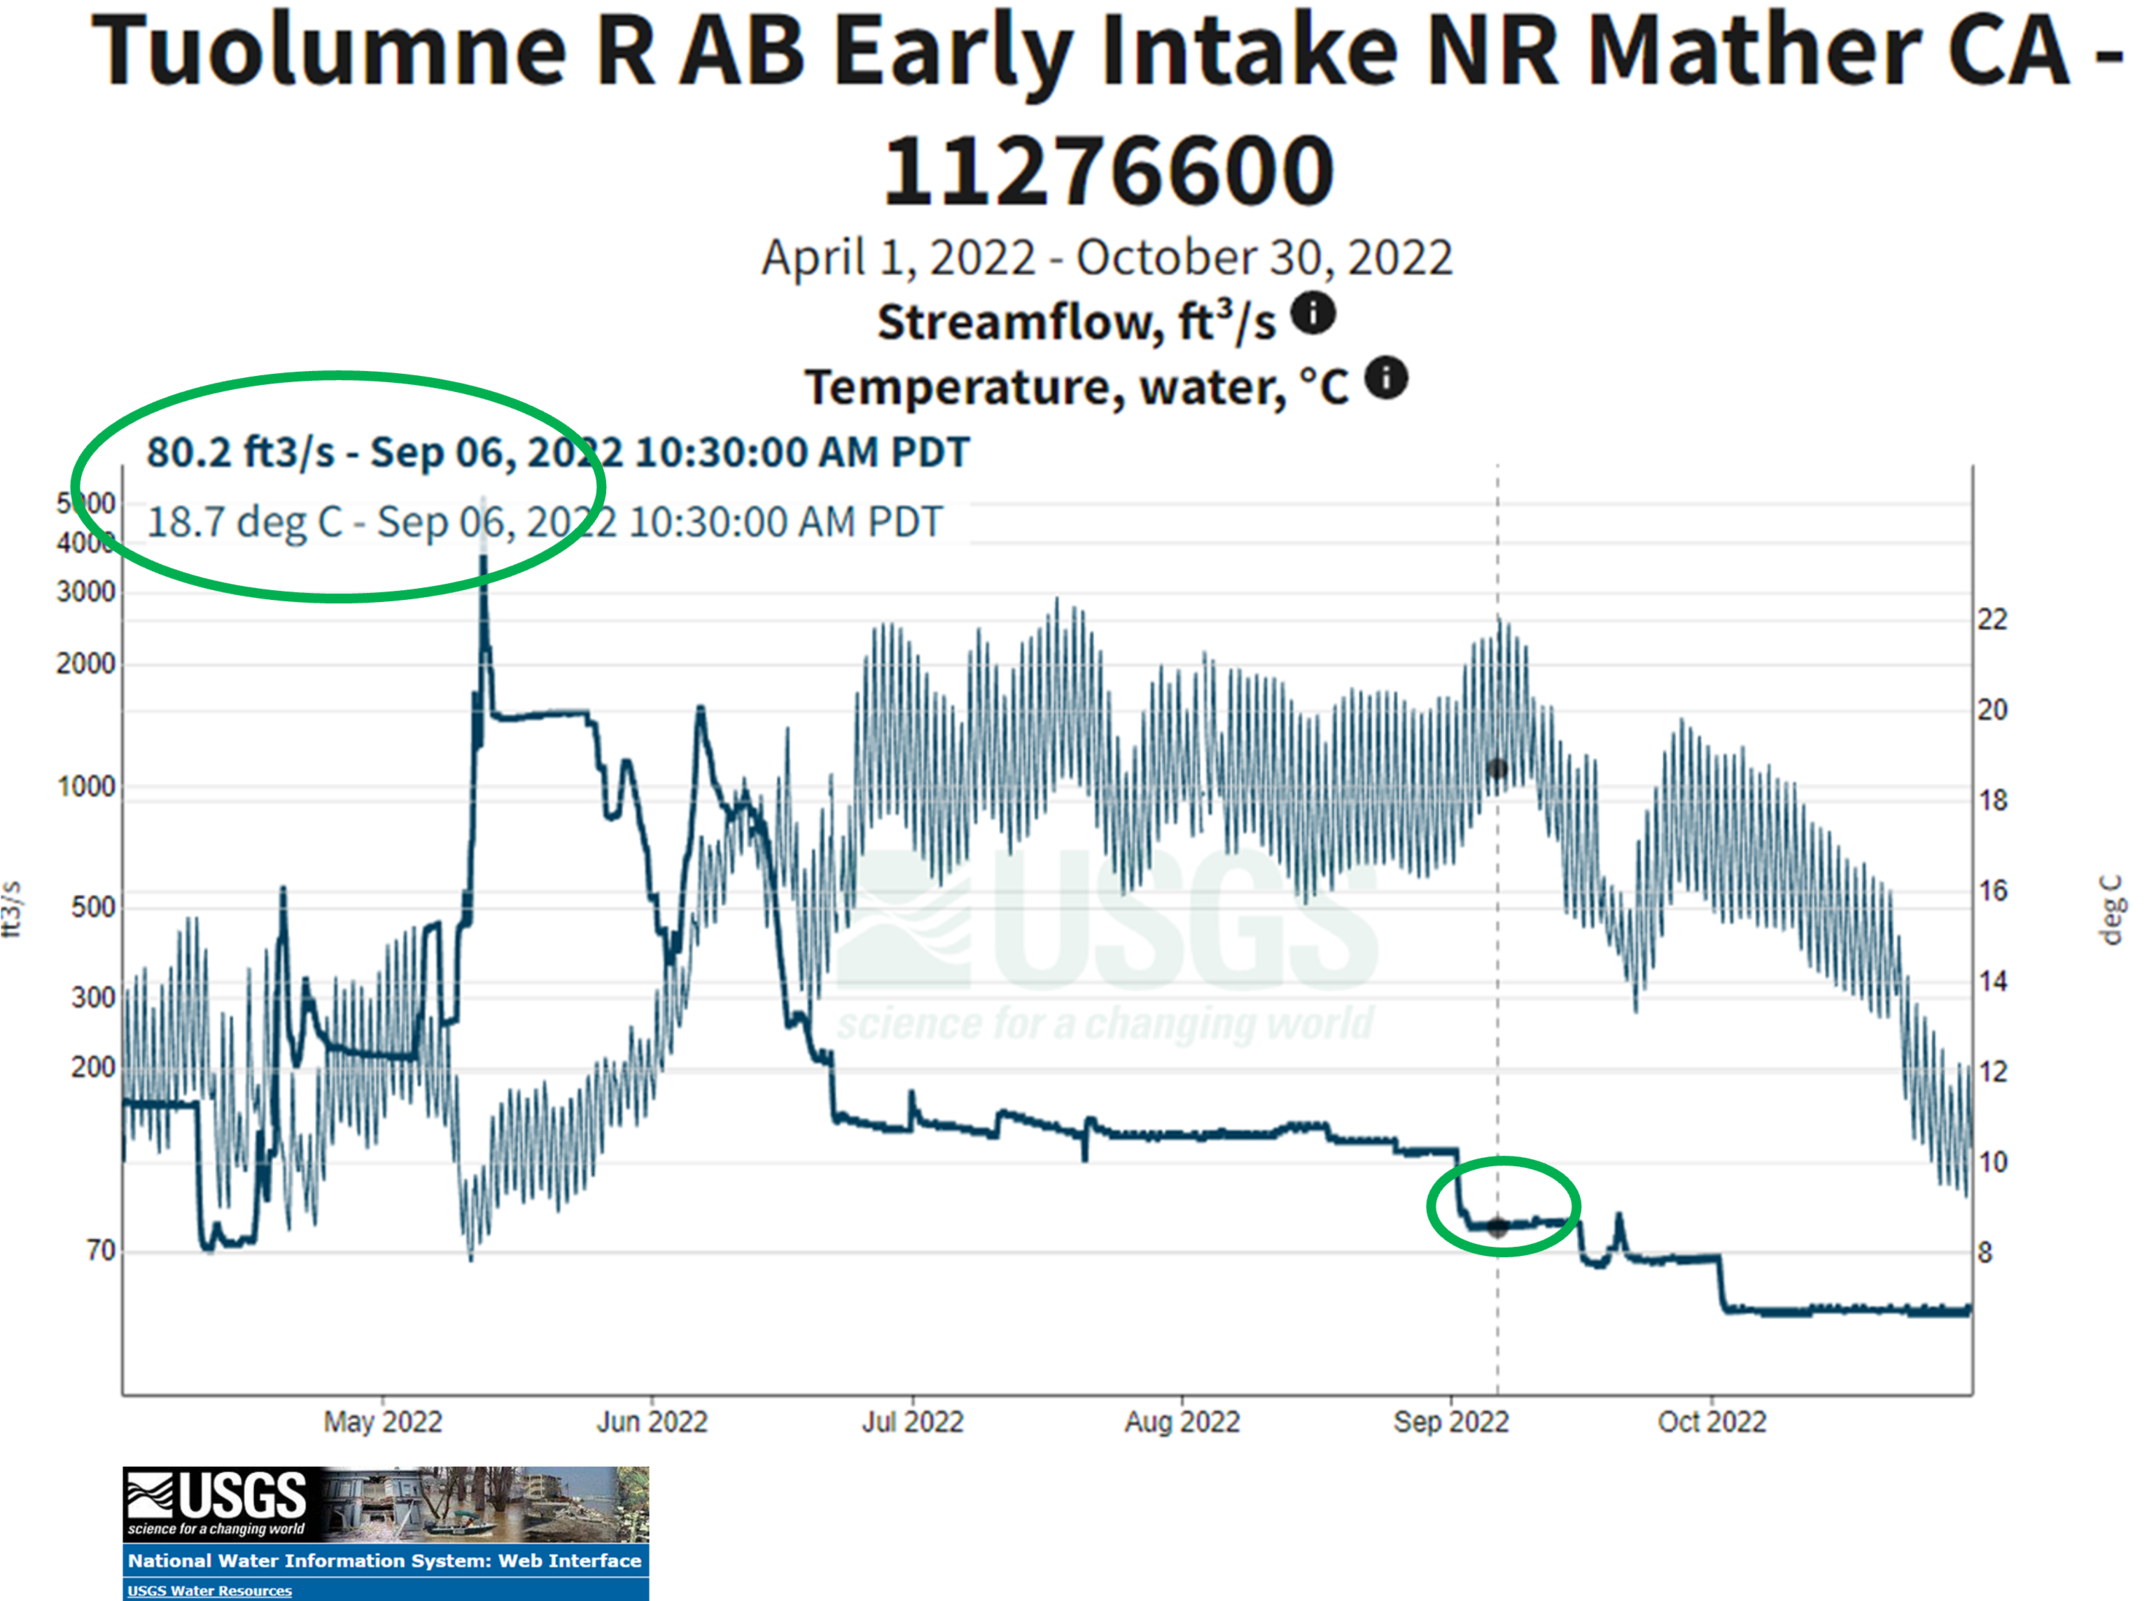 Tuolumne R AB Early Intake NR Mather CA -
11276600
April 1, 2022 - October 30, 2022
Streamflow, ft³/s i
Temperature, water, °C i
80.2 ft3/s - Sep 06, 2022 10:30:00 AM PDT
18.7 deg C - Sep 06, 2022 10:30:00 AM PDT
5000
4000
3000
2000
1000
500
300
200
70
ft3/s
22
20
18
16
14
12
10
8
deg C
USGS
science for a changing world
May 2022
Jun 2022
Jul 2022
Aug 2022
Sep 2022
Oct 2022
USGS
science for a changing world
National Water Information System: Web Interface
USGS Water Resources